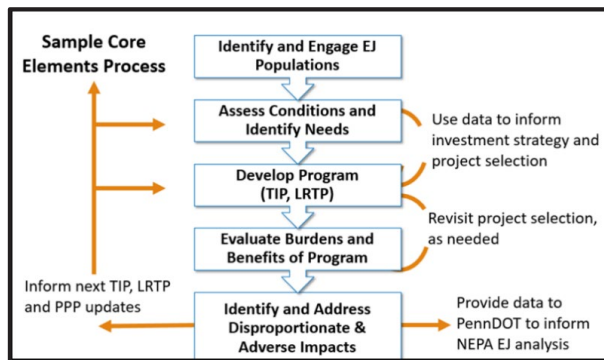 Sample Core
Elements Process
Identify and Engage EJ
Populations
Assess Conditions and
Identify Needs
Use data to inform
investment strategy and
project selection
Develop Program
(TIP, LRTP)
Revisit project selection,
as needed
Evaluate Burdens and
Benefits of Program
Inform next TIP, LRTP
and PPP updates
Identify and Address
Disproportionate &
Adverse Impacts
Provide data to
PennDOT to inform
NEPA EJ analysis